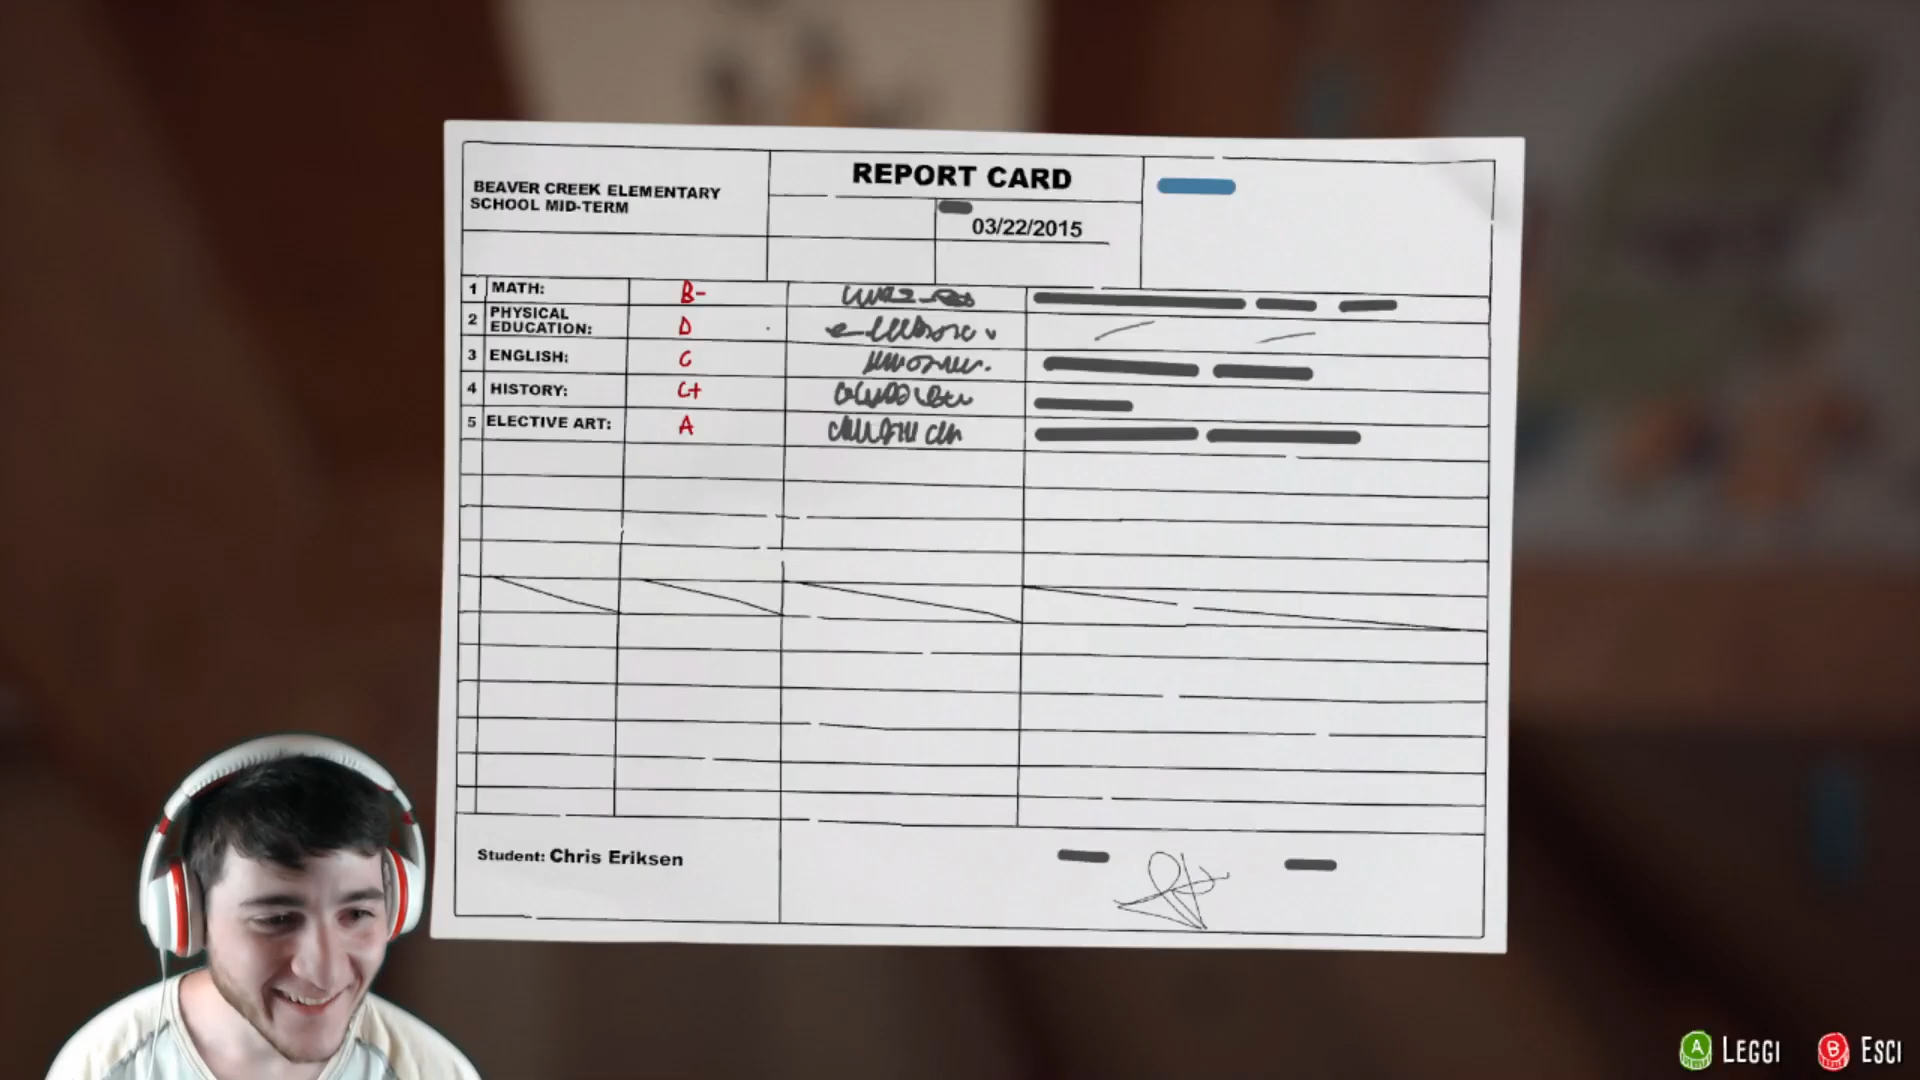 BEAVER CREEK ELEMENTARY
SCHOOL MID-TERM
REPORT CARD
03/22/2015
1 MATH: B-
2 PHYSICAL
EDUCATION: D
3 ENGLISH: C
4 HISTORY: C+
5 ELECTIVE ART: A
Student: Chris Eriksen
A LEGGI
B ESCI